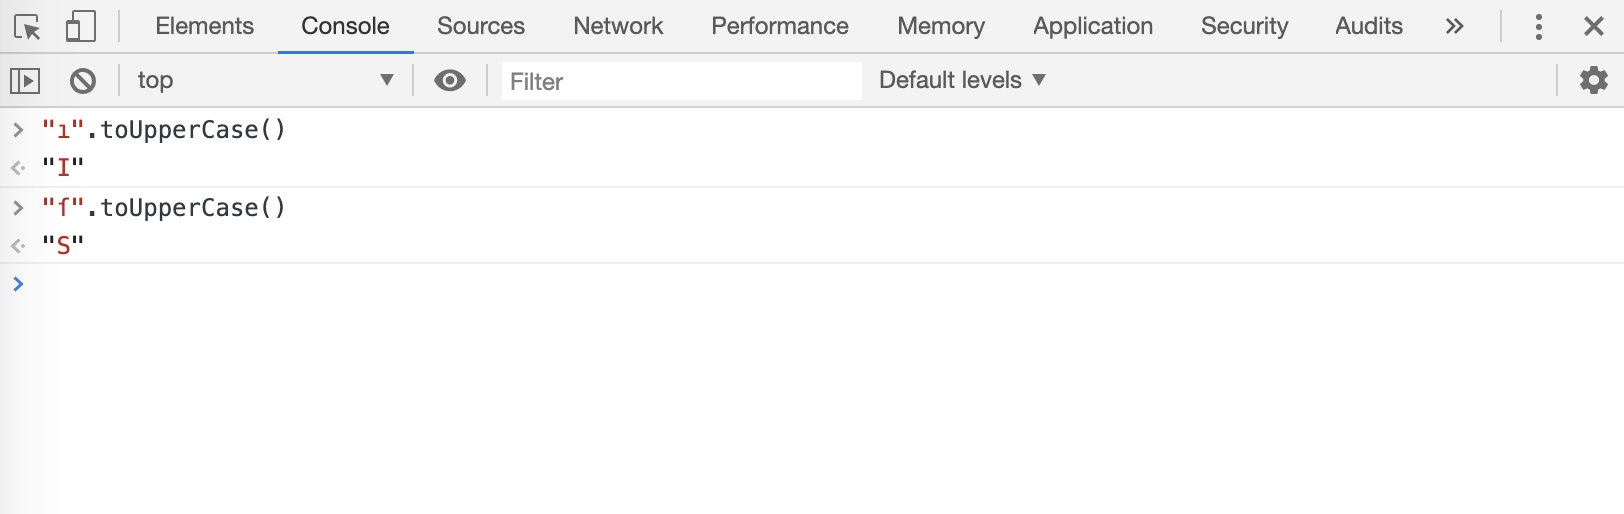 Elements Console Sources Network Performance Memory Application Security Audits »
top ▼ Filter Default levels ▼
> "ı".toUpperCase()
<· "I"
> "ſ".toUpperCase()
<· "S"
>